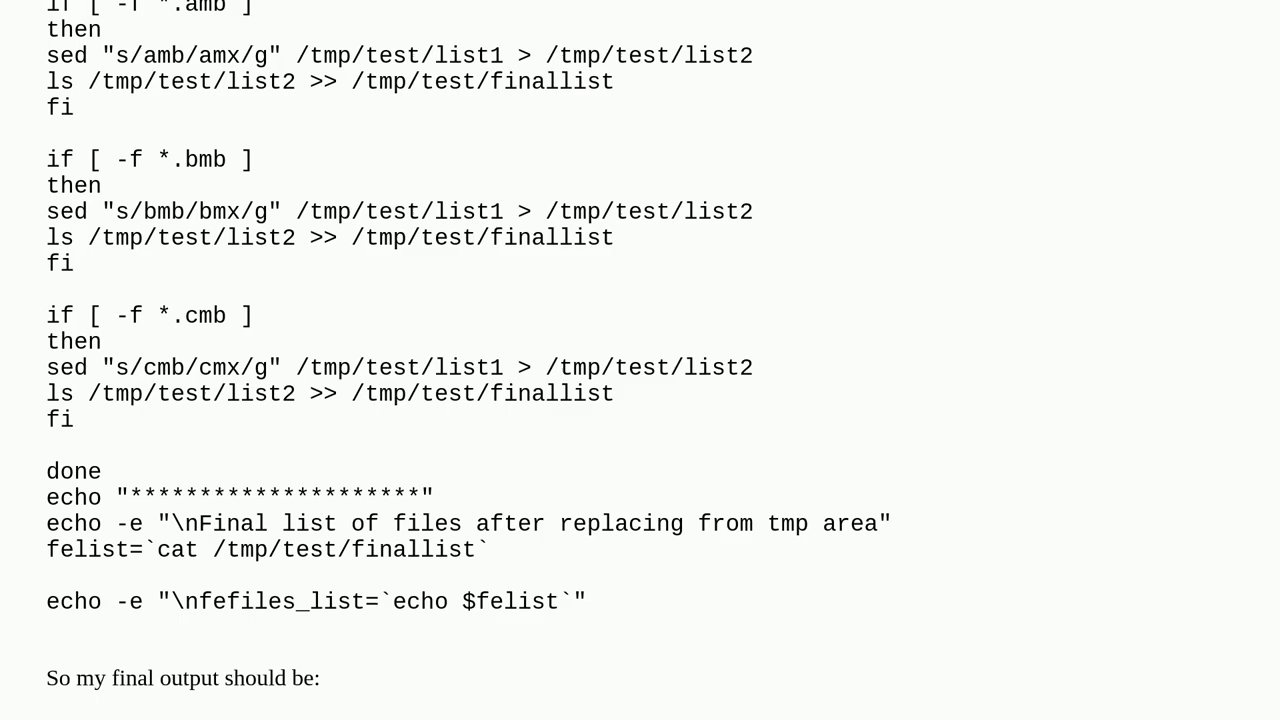 if [ -f *.amb ]
then
sed "s/amb/amx/g" /tmp/test/list1 > /tmp/test/list2
ls /tmp/test/list2 >> /tmp/test/finallist
fi
if [ -f *.bmb ]
then
sed "s/bmb/bmx/g" /tmp/test/list1 > /tmp/test/list2
ls /tmp/test/list2 >> /tmp/test/finallist
fi
if [ -f *.cmb ]
then
sed "s/cmb/cmx/g" /tmp/test/list1 > /tmp/test/list2
ls /tmp/test/list2 >> /tmp/test/finallist
fi
done
echo "*********************"
echo -e "\nFinal list of files after replacing from tmp area"
felist=`cat /tmp/test/finallist`
echo -e "\nfefiles_list=`echo $felist`"
So my final output should be: